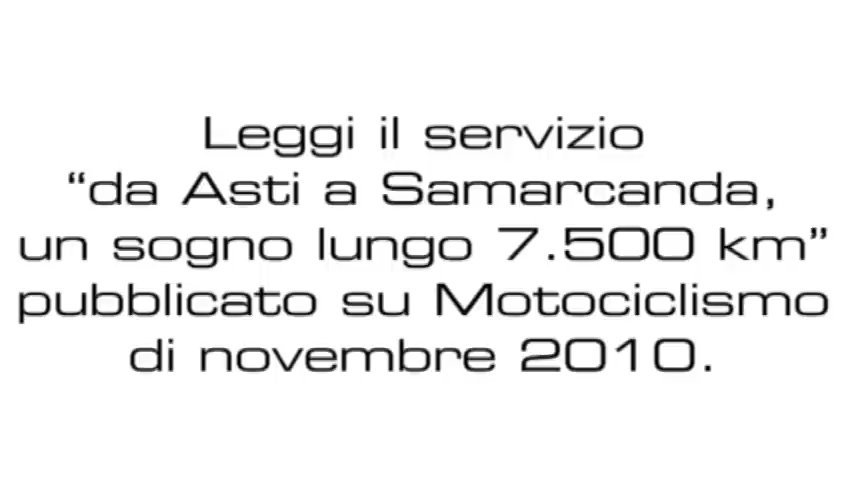 Leggi il servizio
“da Asti a Samarcanda,
un sogno lungo 7.500 km”
pubblicato su Motociclismo
di novembre 2010.